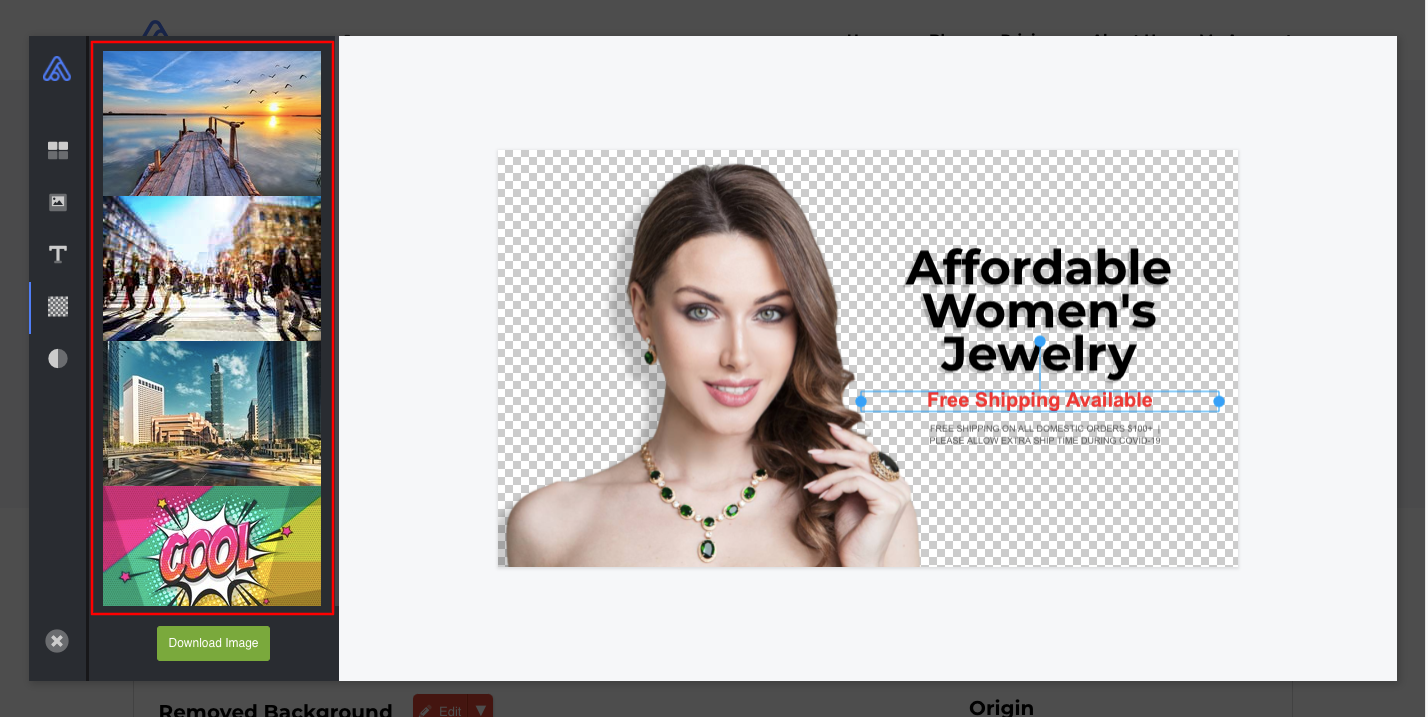 COOL
Download Image
Affordable
Women's
Jewelry
Free Shipping Available
FREE SHIPPING ON ALL DOMESTIC ORDERS $100+ |
PLEASE ALLOW EXTRA SHIP TIME DURING COVID-19
Removed Background
Edit
Origin